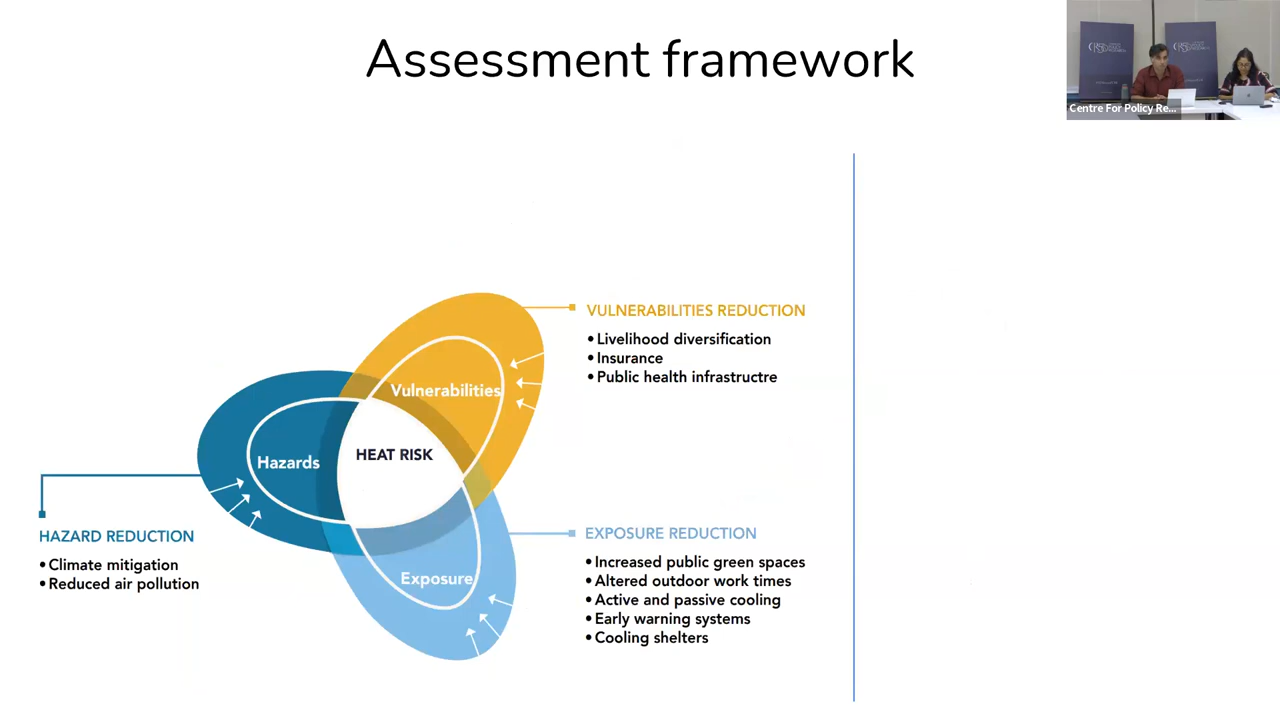 Assessment framework
Centre For Policy Re...
VULNERABILITIES REDUCTION
• Livelihood diversification
• Insurance
• Public health infrastructre
Vulnerabilities
HEAT RISK
Hazards
HAZARD REDUCTION
• Climate mitigation
• Reduced air pollution
EXPOSURE REDUCTION
• Increased public green spaces
• Altered outdoor work times
• Active and passive cooling
• Early warning systems
• Cooling shelters
Exposure